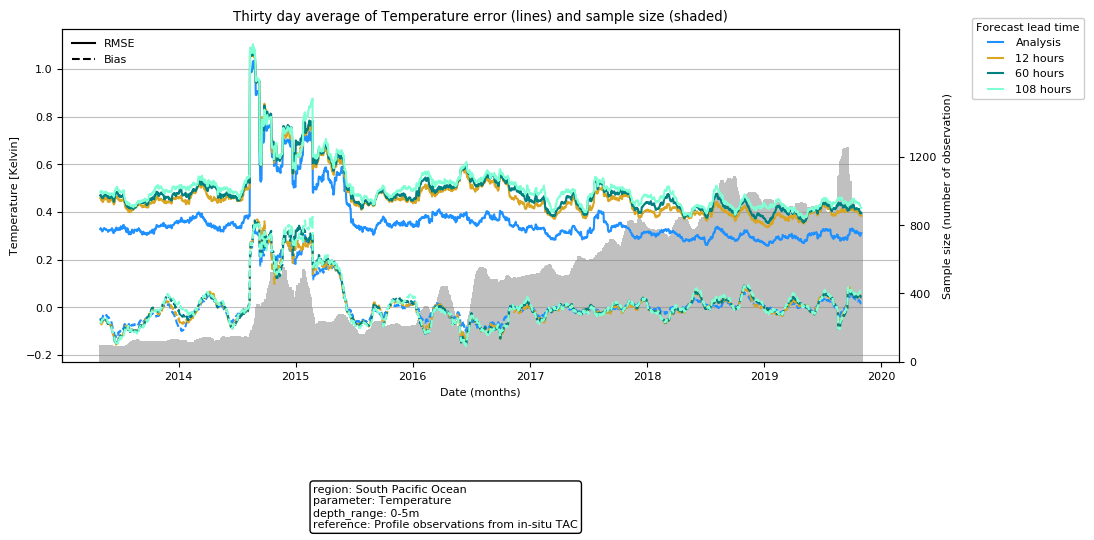 Thirty day average of Temperature error (lines) and sample size (shaded)
RMSE
Bias
Forecast lead time
Analysis
12 hours
60 hours
108 hours
Temperature [Kelvin]
1.0
0.8
0.6
0.4
0.2
0.0
−0.2
Sample size (number of observation)
1200
800
400
0
2014
2015
2016
2017
2018
2019
2020
Date (months)
region: South Pacific Ocean
parameter: Temperature
depth_range: 0-5m
reference: Profile observations from in-situ TAC